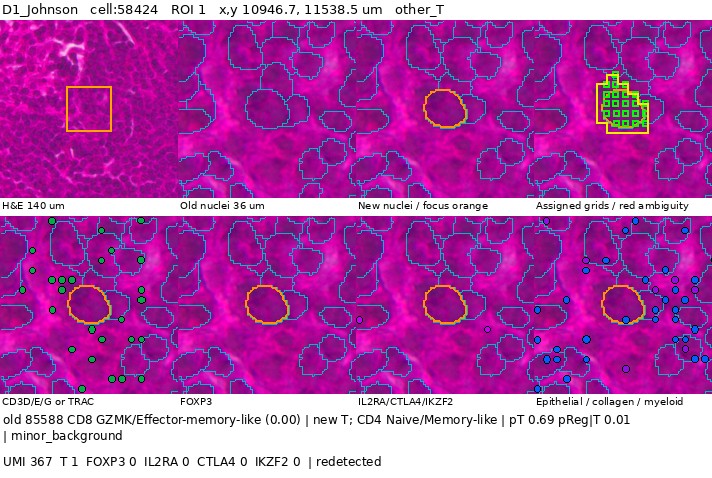 D1_Johnson cell:58424 ROI 1 x,y 10946.7, 11538.5 um other_T
H&E 140 um
Old nuclei 36 um
New nuclei / focus orange
Assigned grids / red ambiguity
CD3D/E/G or TRAC
FOXP3
IL2RA/CTLA4/IKZF2
Epithelial / collagen / myeloid
old 85588 CD8 GZMK/Effector-memory-like (0.00) | new T; CD4 Naive/Memory-like | pT 0.69 pReg|T 0.01
| minor_background
UMI 367 T 1 FOXP3 0 IL2RA 0 CTLA4 0 IKZF2 0 | redetected